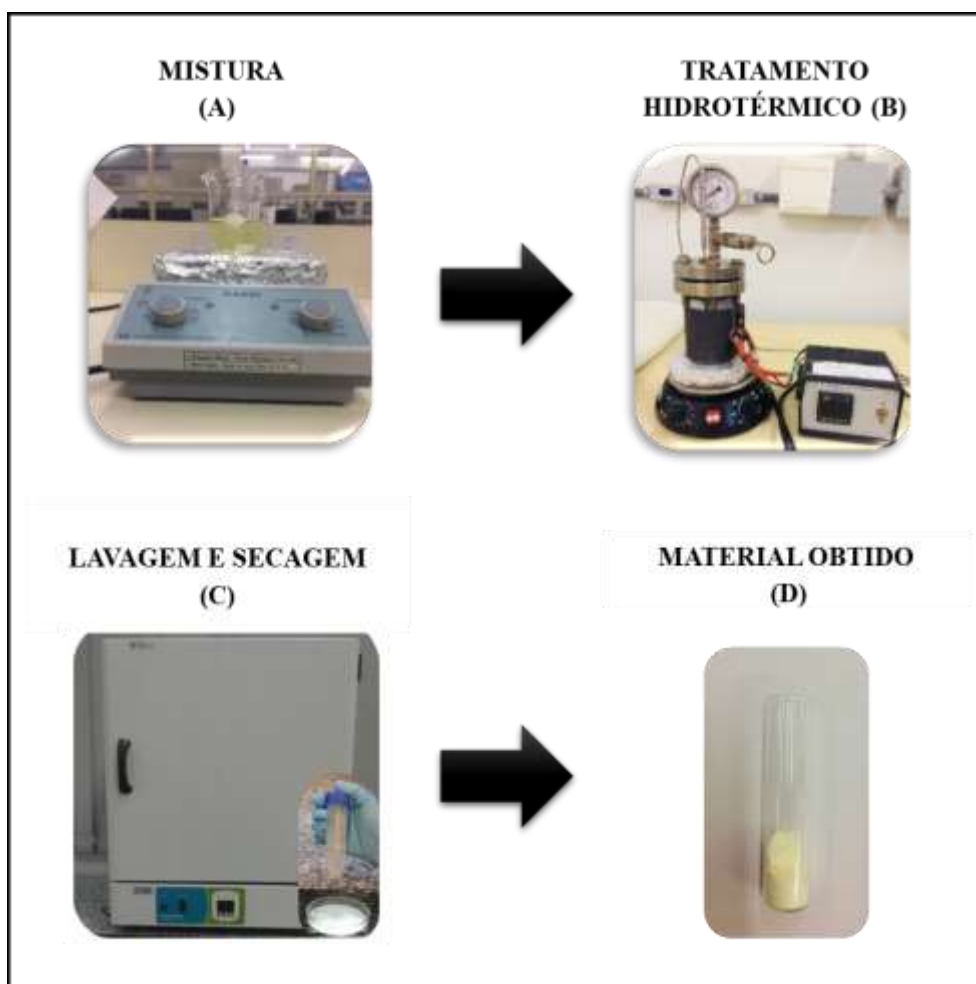 MISTURA
(A)
TRATAMENTO
HIDROTÉRMICO (B)
LAVAGEM E SECAGEM
(C)
MATERIAL OBTIDO
(D)